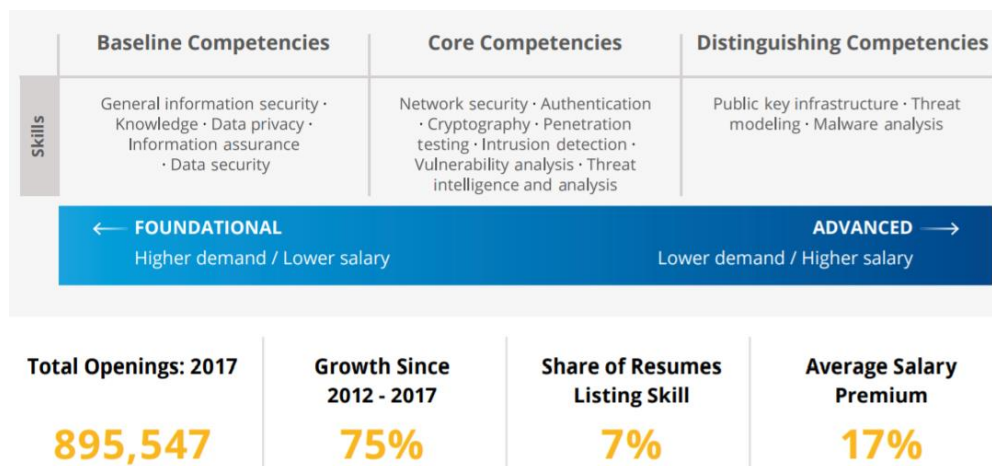 Baseline Competencies
Core Competencies
Distinguishing Competencies
Skills
General information security ·
Knowledge · Data privacy ·
Information assurance
· Data security
Network security · Authentication
· Cryptography · Penetration
testing · Intrusion detection ·
Vulnerability analysis · Threat
intelligence and analysis
Public key infrastructure · Threat
modeling · Malware analysis
← FOUNDATIONAL
Higher demand / Lower salary
ADVANCED →
Lower demand / Higher salary
Total Openings: 2017
895,547
Growth Since
2012 - 2017
75%
Share of Resumes
Listing Skill
7%
Average Salary
Premium
17%